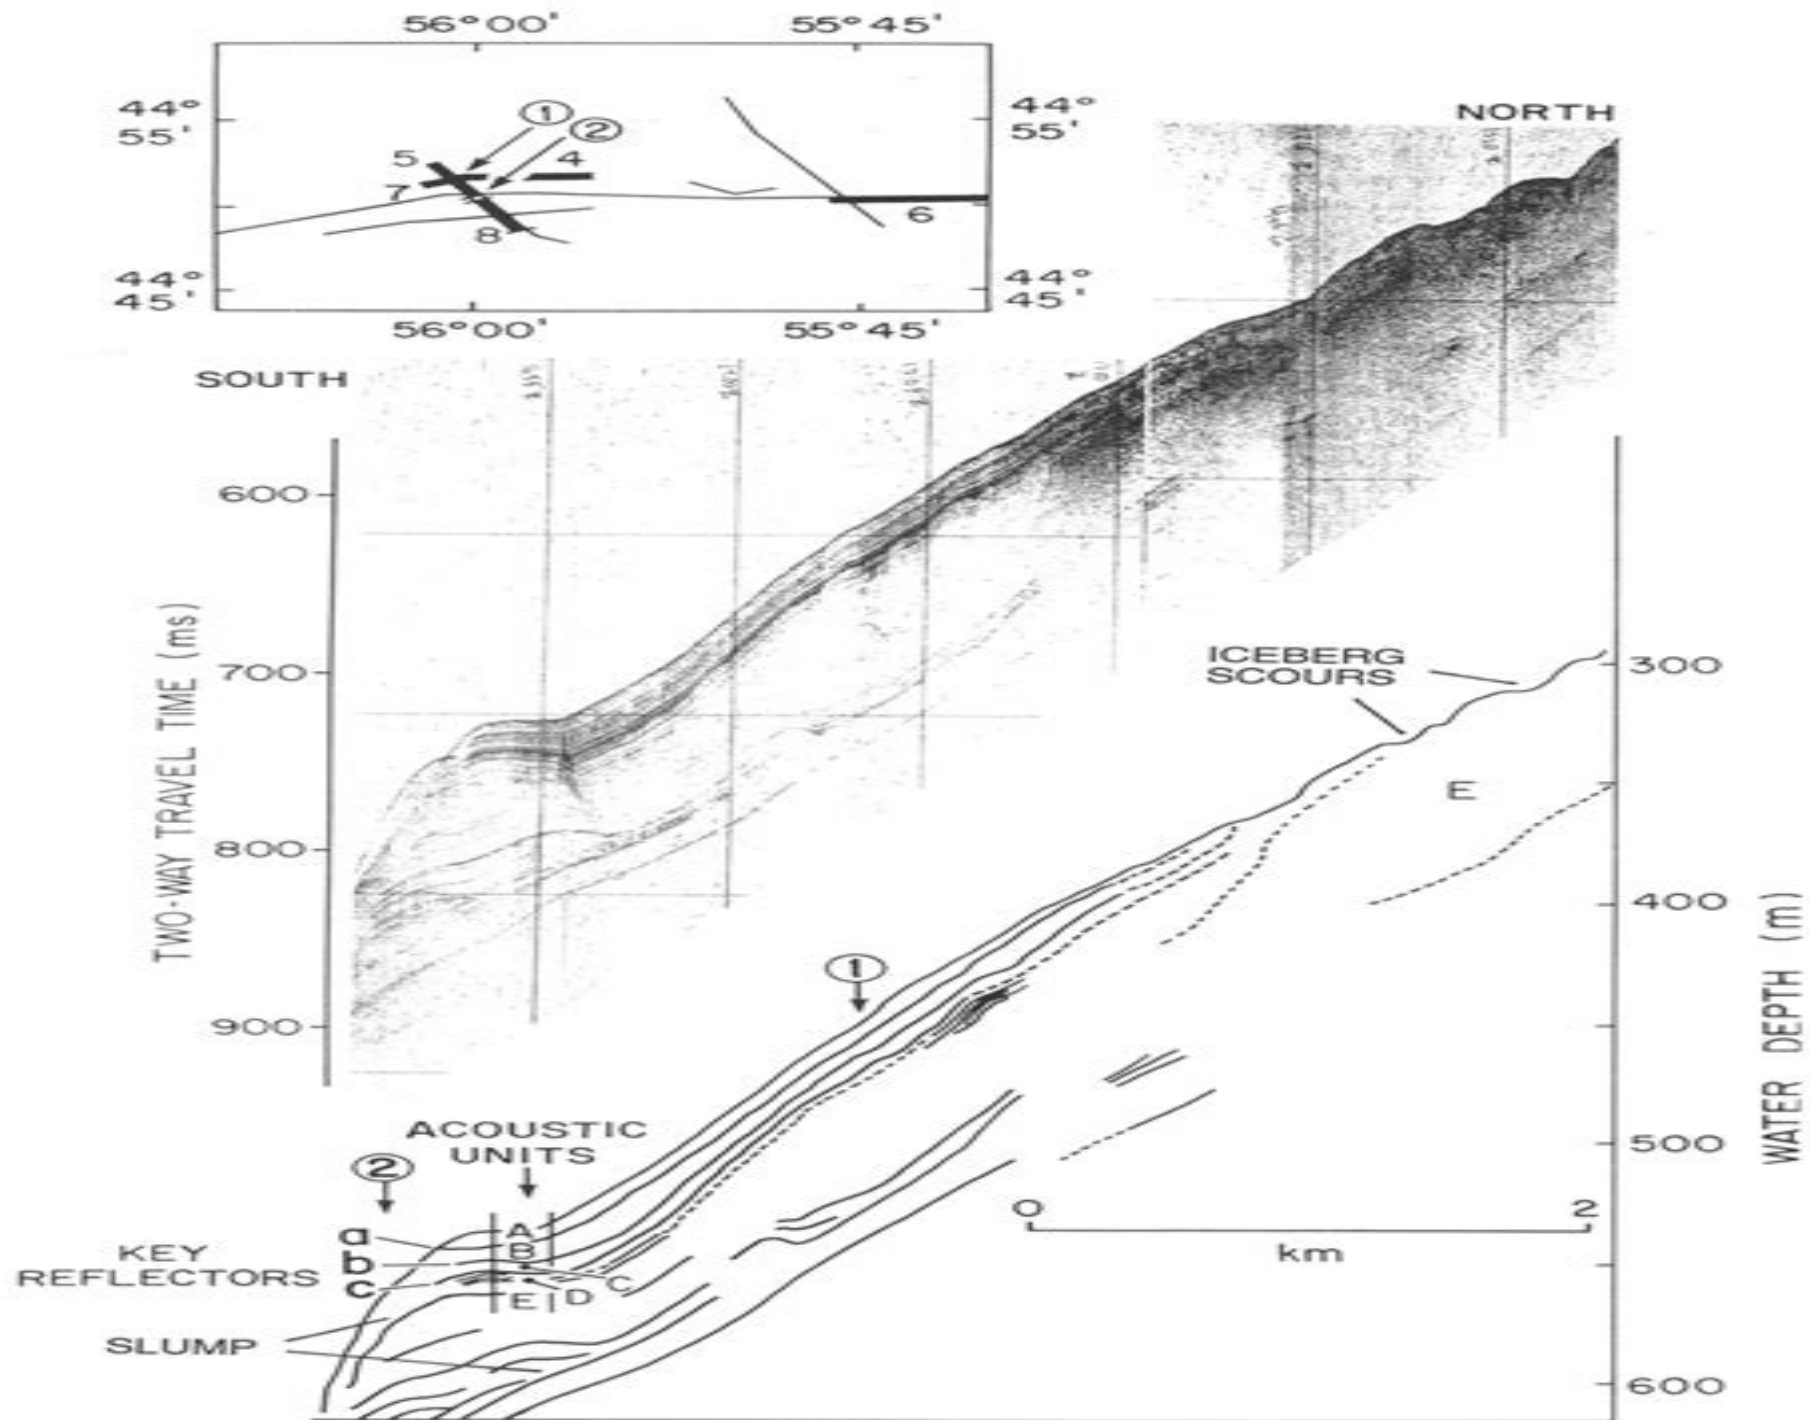 56°00' 55°45'
44° 55' 44° 55'
NORTH
1
2
5 4
7
6
8
44° 45' 44° 45'
56°00' 55°45'
SOUTH
600
700
800
900
TWO-WAY TRAVEL TIME (ms)
ICEBERG
SCOURS
300
E
400
500
600
WATER DEPTH (m)
1
ACOUSTIC
UNITS
2
0 2
km
a A
B
b
KEY
REFLECTORS
c C
E D
SLUMP